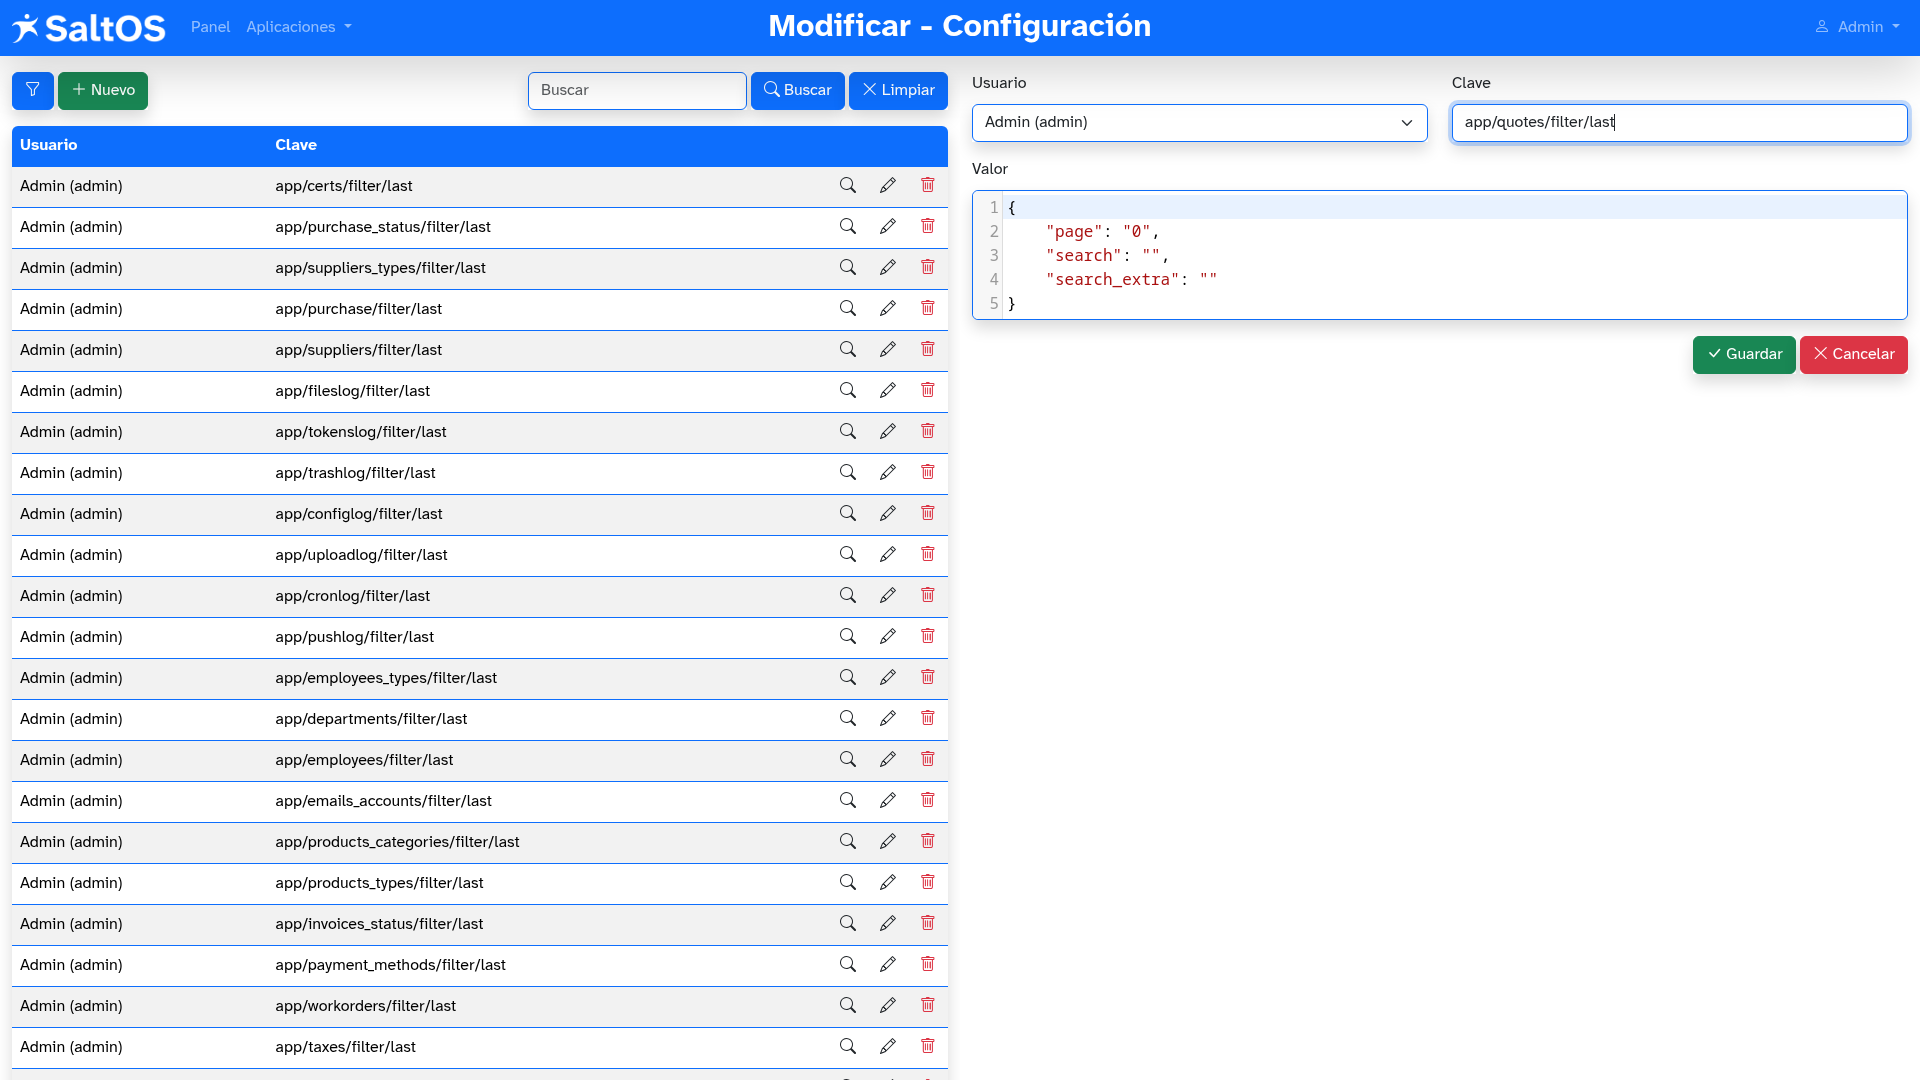 SaltOS Panel Aplicaciones Modificar - Configuración Admin
Nuevo Buscar Buscar Limpiar
Usuario Clave
Admin (admin) app/certs/filter/last
Admin (admin) app/purchase_status/filter/last
Admin (admin) app/suppliers_types/filter/last
Admin (admin) app/purchase/filter/last
Admin (admin) app/suppliers/filter/last
Admin (admin) app/fileslog/filter/last
Admin (admin) app/tokenslog/filter/last
Admin (admin) app/trashlog/filter/last
Admin (admin) app/configlog/filter/last
Admin (admin) app/uploadlog/filter/last
Admin (admin) app/cronlog/filter/last
Admin (admin) app/pushlog/filter/last
Admin (admin) app/employees_types/filter/last
Admin (admin) app/departments/filter/last
Admin (admin) app/employees/filter/last
Admin (admin) app/emails_accounts/filter/last
Admin (admin) app/products_categories/filter/last
Admin (admin) app/products_types/filter/last
Admin (admin) app/invoices_status/filter/last
Admin (admin) app/payment_methods/filter/last
Admin (admin) app/workorders/filter/last
Admin (admin) app/taxes/filter/last
Usuario Clave
Admin (admin) app/quotes/filter/last
Valor
1 {
2 "page": "0",
3 "search": "",
4 "search_extra": ""
5 }
Guardar Cancelar